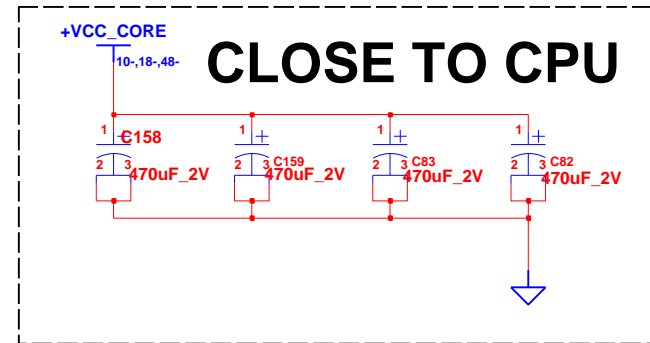 +VCC_CORE
10-,18-,48-
CLOSE TO CPU
1 + C158
1 +
1 +
1 +
2 3 C159
2 3 C83
2 3 C82
2 3
470uF_2V
470uF_2V
470uF_2V
470uF_2V